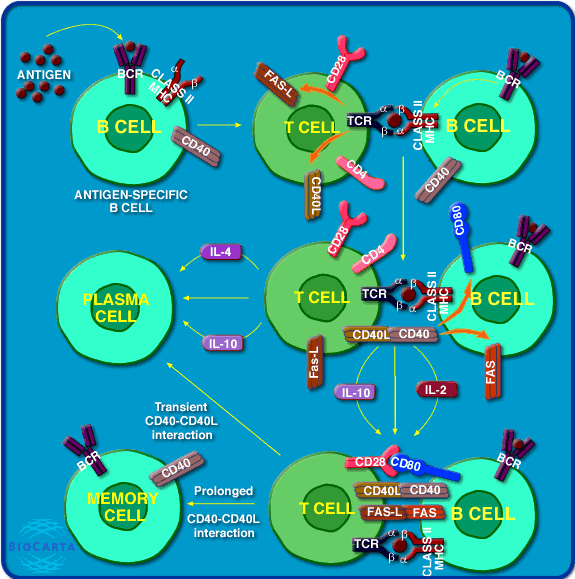 ANTIGEN
BCR
CLASS II
MHC
α
β
B CELL
CD40
ANTIGEN-SPECIFIC
B CELL
FAS-L
CD28
T CELL
TCR
α
β
β
α
CLASS II
MHC
CD4
CD40L
BCR
B CELL
CD40
IL-4
PLASMA
CELL
IL-10
CD28
CD4
T CELL
TCR
α
β
β
α
CLASS II
MHC
CD40L
CD40
Fas-L
CD80
BCR
B CELL
FAS
IL-10
IL-2
Transient
CD40-CD40L
interaction
BCR
CD40
MEMORY
CELL
Prolonged
CD40-CD40L
interaction
CD28
CD80
CD40L
CD40
T CELL
FAS-L
FAS
TCR
α
β
β
α
CLASS II
MHC
BCR
B CELL
BIOCARTA